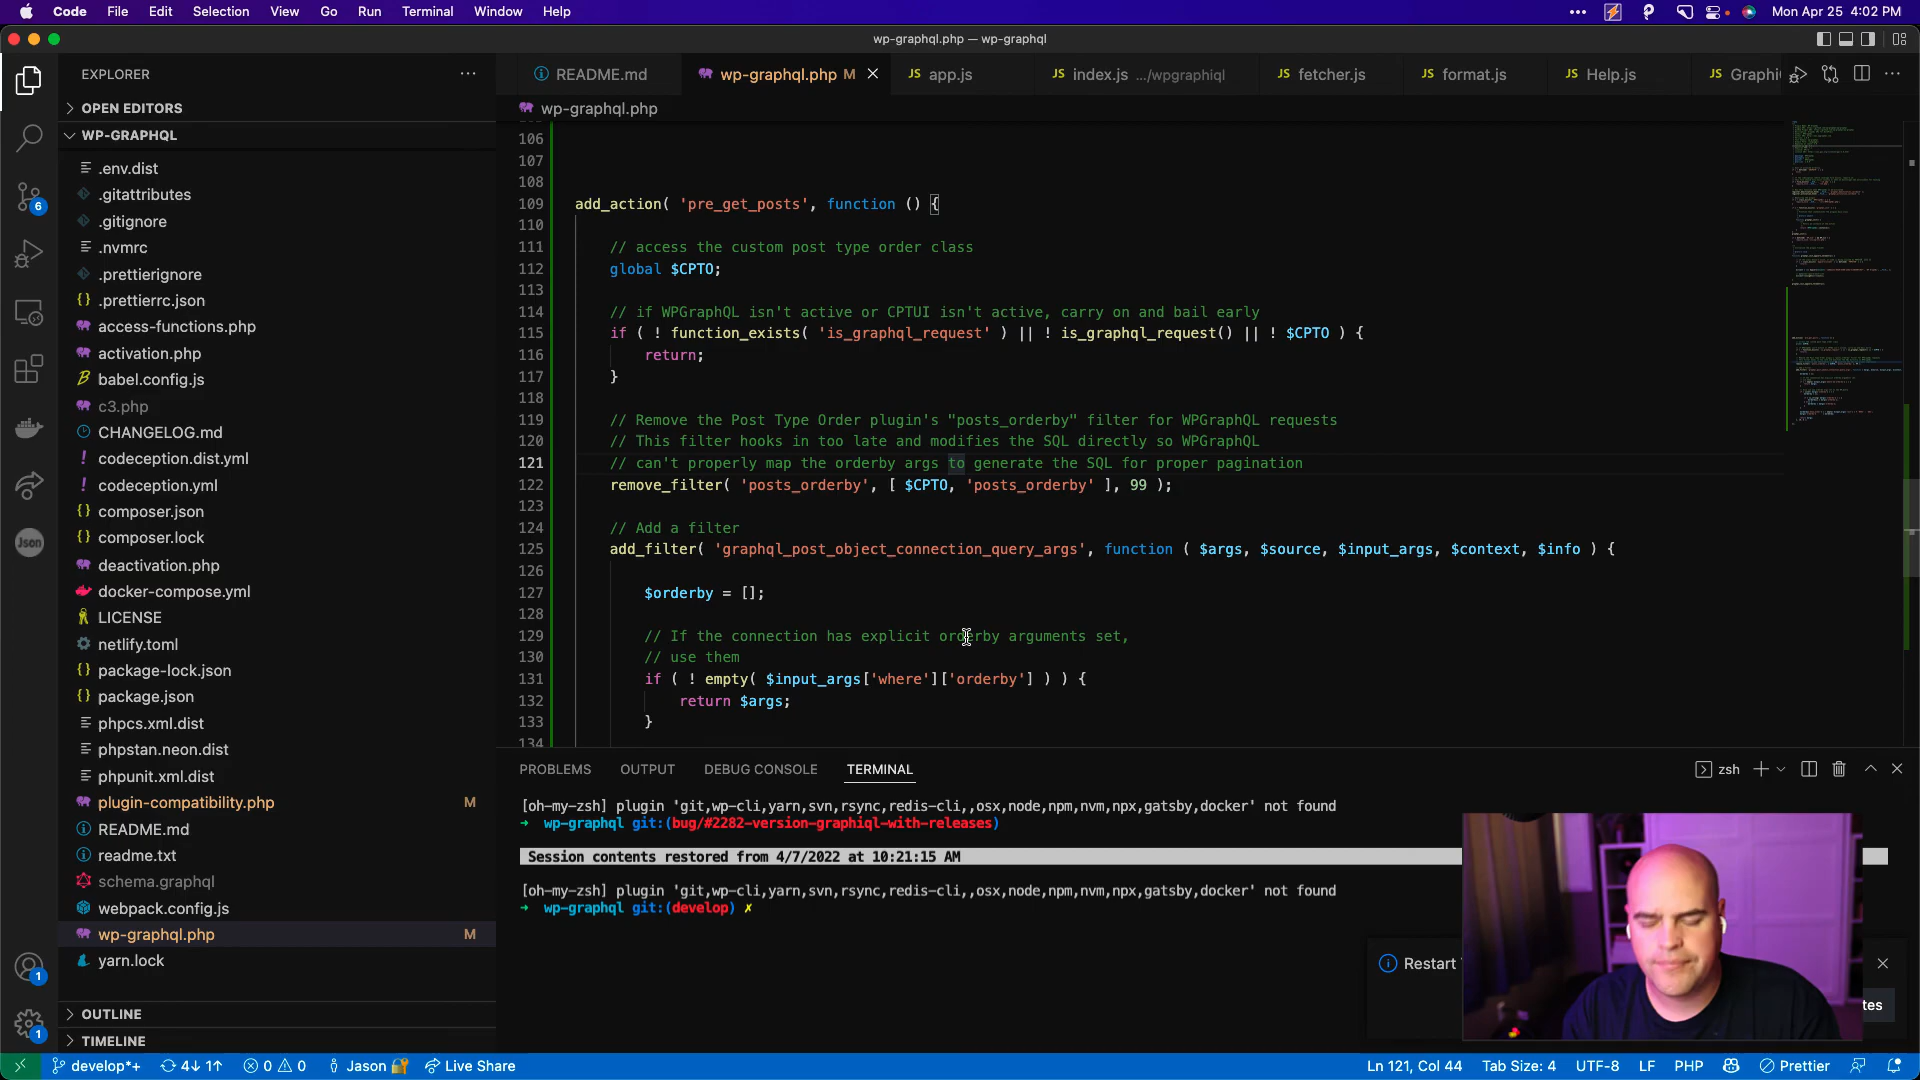 Code File Edit Selection View Go Run Terminal Window Help
Mon Apr 25 4:02 PM
wp-graphql.php — wp-graphql
EXPLORER
OPEN EDITORS
WP-GRAPHQL
.env.dist
.gitattributes
.gitignore
.nvmrc
.prettierignore
.prettierrc.json
access-functions.php
activation.php
babel.config.js
c3.php
CHANGELOG.md
codeception.dist.yml
codeception.yml
composer.json
composer.lock
deactivation.php
docker-compose.yml
LICENSE
netlify.toml
package-lock.json
package.json
phpcs.xml.dist
phpstan.neon.dist
phpunit.xml.dist
plugin-compatibility.php M
README.md
readme.txt
schema.graphql
webpack.config.js
wp-graphql.php M
yarn.lock
OUTLINE
TIMELINE
6
Json
1
1
README.md wp-graphql.php M JS app.js JS index.js .../wpgraphiql JS fetcher.js JS format.js JS Help.js JS Graphi
wp-graphql.php
106
107
108
109 add_action( 'pre_get_posts', function () {
110
111 // access the custom post type order class
112 global $CPTO;
113
114 // if WPGraphQL isn't active or CPTUI isn't active, carry on and bail early
115 if ( ! function_exists( 'is_graphql_request' ) || ! is_graphql_request() || ! $CPTO ) {
116 return;
117 }
118
119 // Remove the Post Type Order plugin's "posts_orderby" filter for WPGraphQL requests
120 // This filter hooks in too late and modifies the SQL directly so WPGraphQL
121 // can't properly map the orderby args to generate the SQL for proper pagination
122 remove_filter( 'posts_orderby', [ $CPTO, 'posts_orderby' ], 99 );
123
124 // Add a filter
125 add_filter( 'graphql_post_object_connection_query_args', function ( $args, $source, $input_args, $context, $info ) {
126
127 $orderby = [];
128
129 // If the connection has explicit orderby arguments set,
130 // use them
131 if ( ! empty( $input_args['where']['orderby'] ) ) {
132 return $args;
133 }
134
PROBLEMS OUTPUT DEBUG CONSOLE TERMINAL
zsh
[oh-my-zsh] plugin 'git,wp-cli,yarn,svn,rsync,redis-cli,,osx,node,npm,nvm,npx,gatsby,docker' not found
→ wp-graphql git:(bug/#2282-version-graphiql-with-releases)
Session contents restored from 4/7/2022 at 10:21:15 AM
[oh-my-zsh] plugin 'git,wp-cli,yarn,svn,rsync,redis-cli,,osx,node,npm,nvm,npx,gatsby,docker' not found
→ wp-graphql git:(develop) ✗
Restart
tes
develop*+ 4↓ 1↑ 0 0 Jason Live Share
Ln 121, Col 44 Tab Size: 4 UTF-8 LF PHP Prettier